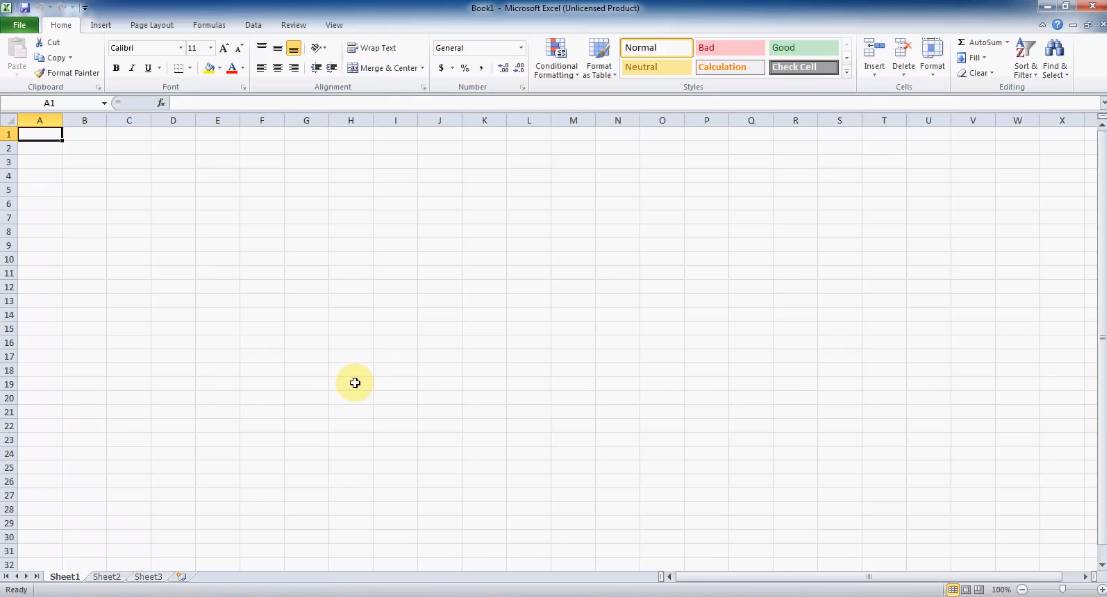 Book1 - Microsoft Excel (Unlicensed Product)
File Home Insert Page Layout Formulas Data Review View
Paste
Cut
Copy
Format Painter
Clipboard
Calibri 11
B I U A
Font
Wrap Text
Merge & Center
Alignment
General
$ % ,
Number
Conditional Formatting
Format as Table
Normal Bad Good
Neutral Calculation Check Cell
Styles
Insert Delete Format
Cells
Σ AutoSum
Fill
Clear
Sort & Filter
Find & Select
Editing
A1 fx
A B C D E F G H I J K L M N O P Q R S T U V W X
1
2
3
4
5
6
7
8
9
10
11
12
13
14
15
16
17
18
19
20
21
22
23
24
25
26
27
28
29
30
31
32
Sheet1 Sheet2 Sheet3
Ready 100%